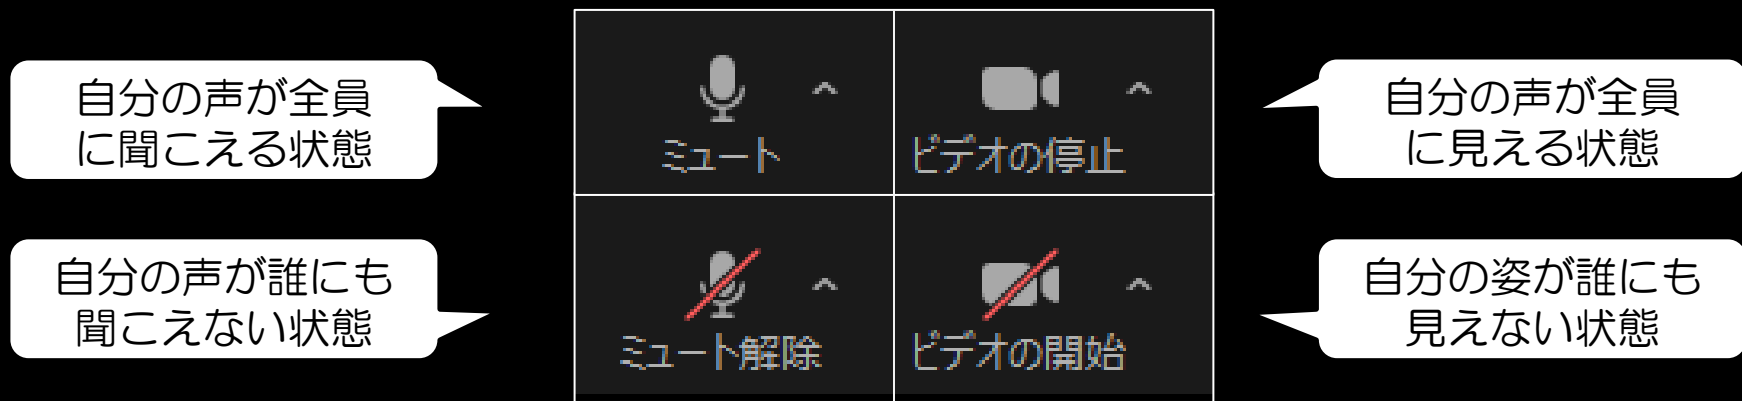 自分の声が全員
に聞こえる状態
ミュート
ビデオの停止
自分の声が全員
に見える状態
自分の声が誰にも
聞こえない状態
ミュート解除
ビデオの開始
自分の姿が誰にも
見えない状態